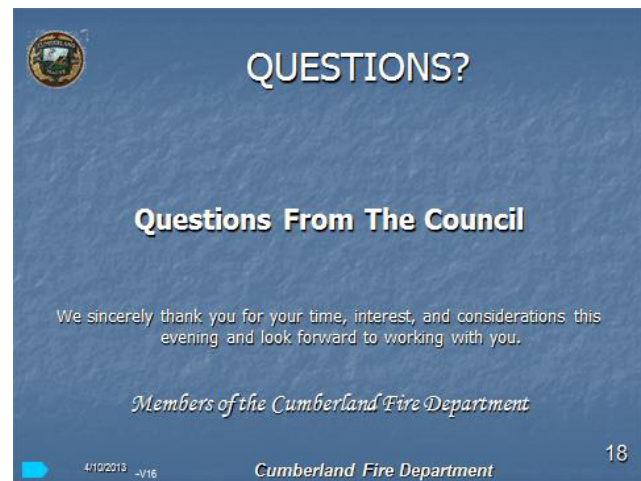 CUMBERLAND
MAINE
QUESTIONS?
Questions From The Council
We sincerely thank you for your time, interest, and considerations this
evening and look forward to working with you.
Members of the Cumberland Fire Department
18
4/10/2013 -V16
Cumberland Fire Department